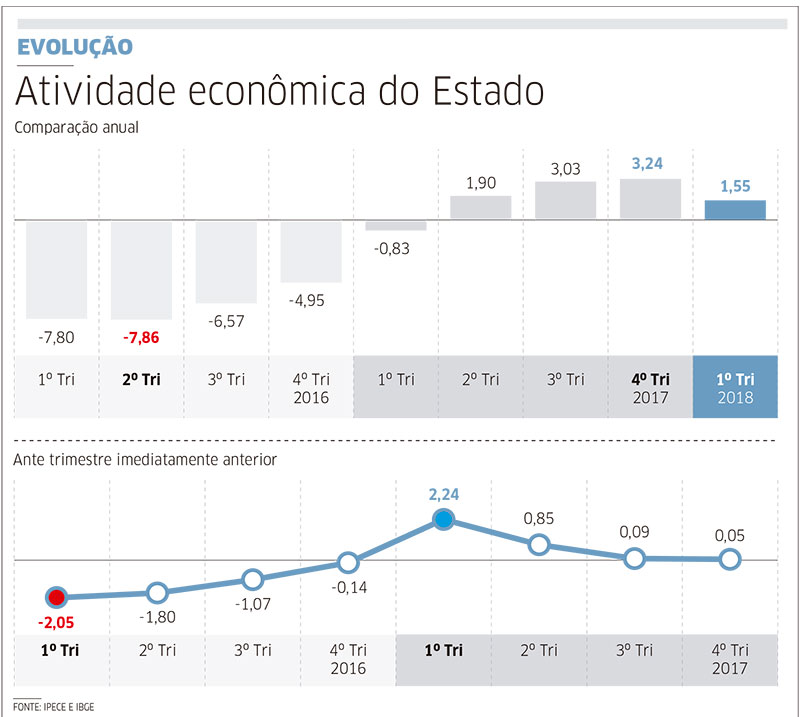 EVOLUÇÃO
Atividade econômica do Estado
Comparação anual
1,90
3,03
3,24
1,55
-0,83
-4,95
-6,57
-7,80
-7,86
1º Tri
2º Tri
3º Tri
4º Tri
2016
1º Tri
2º Tri
3º Tri
4º Tri
2017
1º Tri
2018
Ante trimestre imediatamente anterior
2,24
0,85
0,09
0,05
-0,14
-1,07
-1,80
-2,05
1º Tri
2º Tri
3º Tri
4º Tri
2016
1º Tri
2º Tri
3º Tri
4º Tri
2017
FONTE: IPECE E IBGE